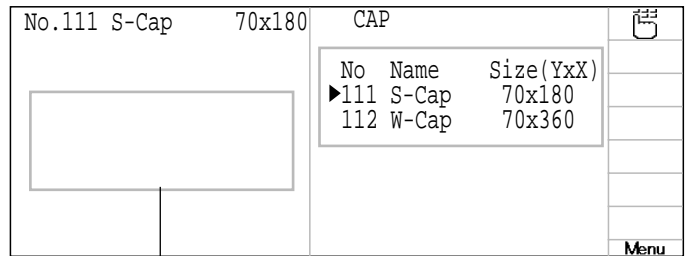 No.111 S-Cap 70x180
CAP
No Name Size(YxX)
▶111 S-Cap 70x180
112 W-Cap 70x360
Menu